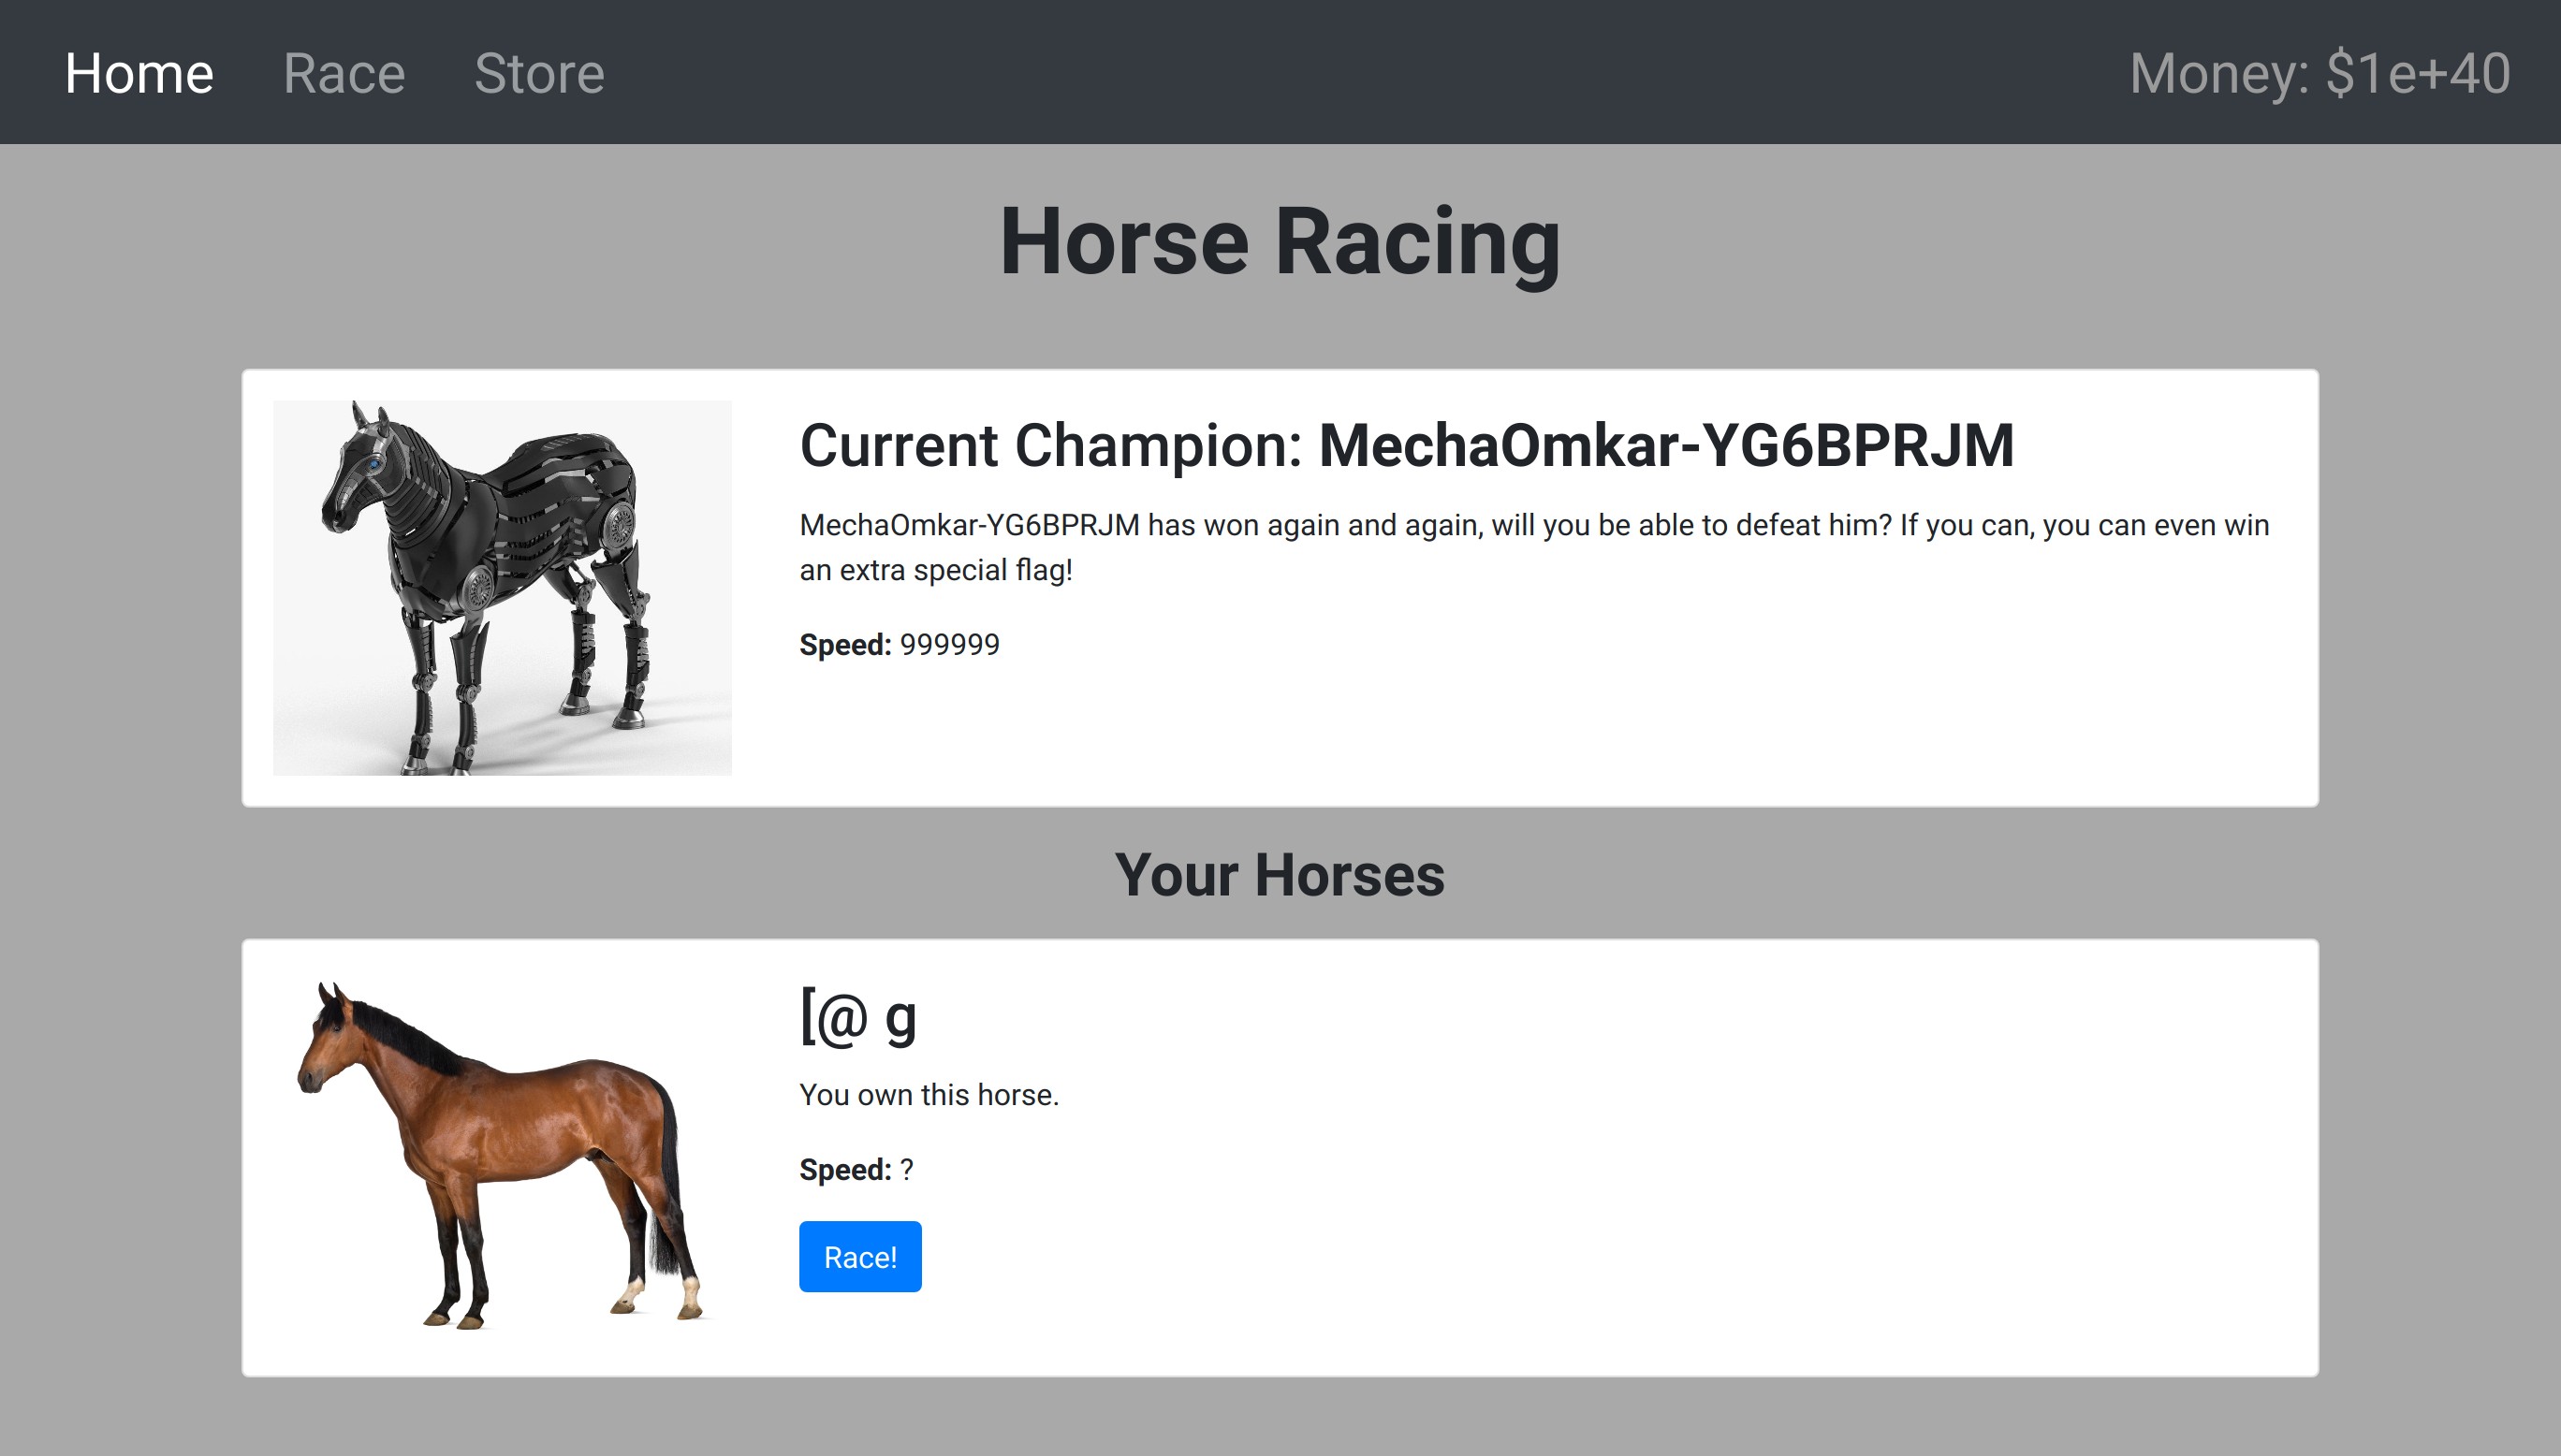 Home Race Store Money: $1e+40
Horse Racing
Current Champion: MechaOmkar-YG6BPRJM
MechaOmkar-YG6BPRJM has won again and again, will you be able to defeat him? If you can, you can even win
an extra special flag!
Speed: 999999
Your Horses
[@ g
You own this horse.
Speed: ?
Race!